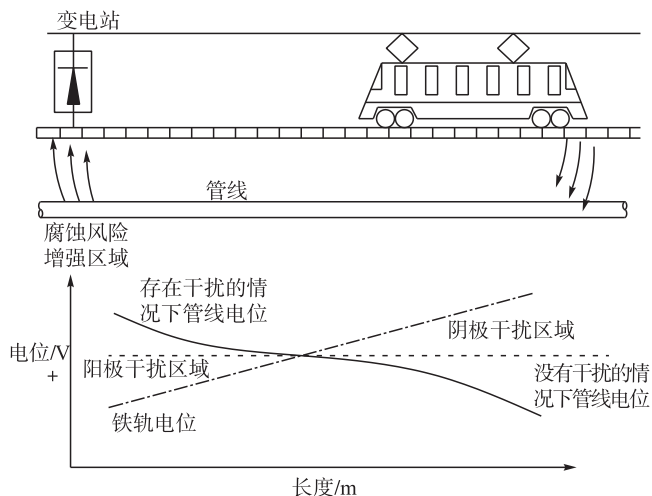 变电站
管线
腐蚀风险
增强区域
存在干扰的情
况下管线电位
阴极干扰区域
电位/V
+
阳极干扰区域
没有干扰的情
况下管线电位
铁轨电位
长度/m